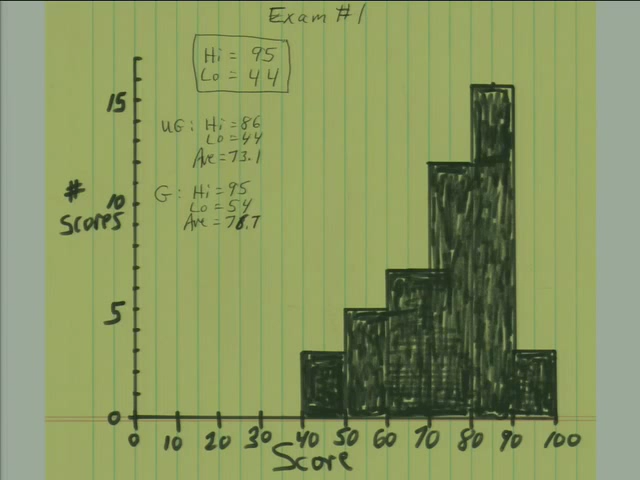 Exam #1
Hi = 95
Lo = 44
UG: Hi = 86
Lo = 44
Ave = 73.1
G: Hi = 95
Lo = 54
Ave = 78.7
# Scores
15
10
5
0
0 10 20 30 40 50 60 70 80 90 100
Score